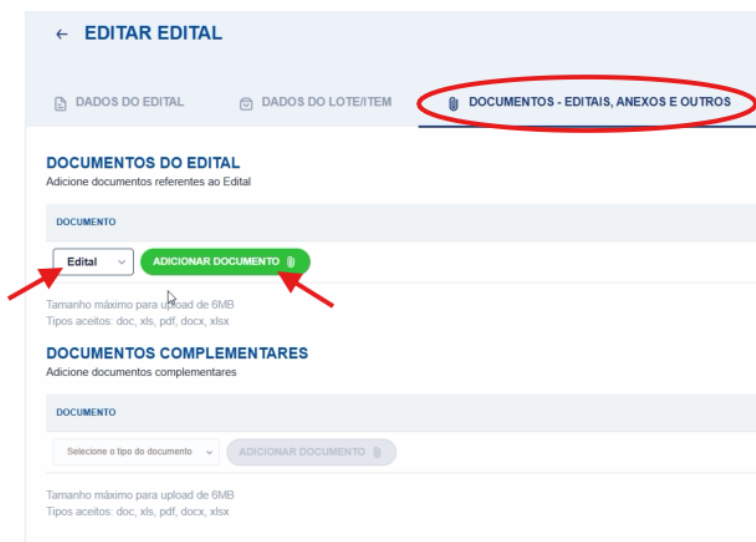 ← EDITAR EDITAL
DADOS DO EDITAL DADOS DO LOTE/ITEM DOCUMENTOS - EDITAIS, ANEXOS E OUTROS
DOCUMENTOS DO EDITAL
Adicione documentos referentes ao Edital
DOCUMENTO
Edital ADICIONAR DOCUMENTO
Tamanho máximo para upload de 6MB
Tipos aceitos: doc, xls, pdf, docx, xlsx
DOCUMENTOS COMPLEMENTARES
Adicione documentos complementares
DOCUMENTO
Selecione o tipo do documento ADICIONAR DOCUMENTO
Tamanho máximo para upload de 6MB
Tipos aceitos: doc, xls, pdf, docx, xlsx